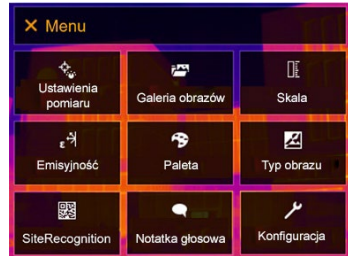 Menu
Ustawienia
pomiaru
Galeria obrazów
Skala
Emisyjność
Paleta
Typ obrazu
SiteRecognition
Notatka głosowa
Konfiguracja